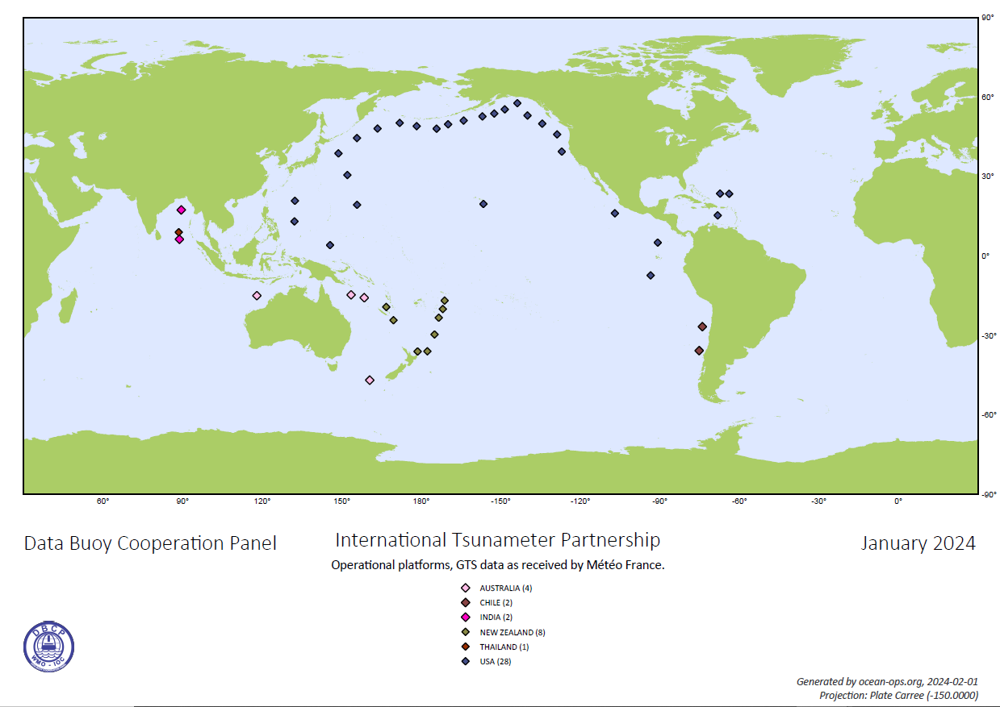 90°
60°
30°
0°
-30°
-60°
-90°
60° 90° 120° 150° 180° -150° -120° -90° -60° -30° 0°
Data Buoy Cooperation Panel
International Tsunameter Partnership
January 2024
Operational platforms, GTS data as received by Météo France.
AUSTRALIA (4)
CHILE (2)
INDIA (2)
NEW ZEALAND (8)
THAILAND (1)
USA (28)
DBCP
WMO - IOC
Generated by ocean-ops.org, 2024-02-01
Projection: Plate Carree (-150.0000)